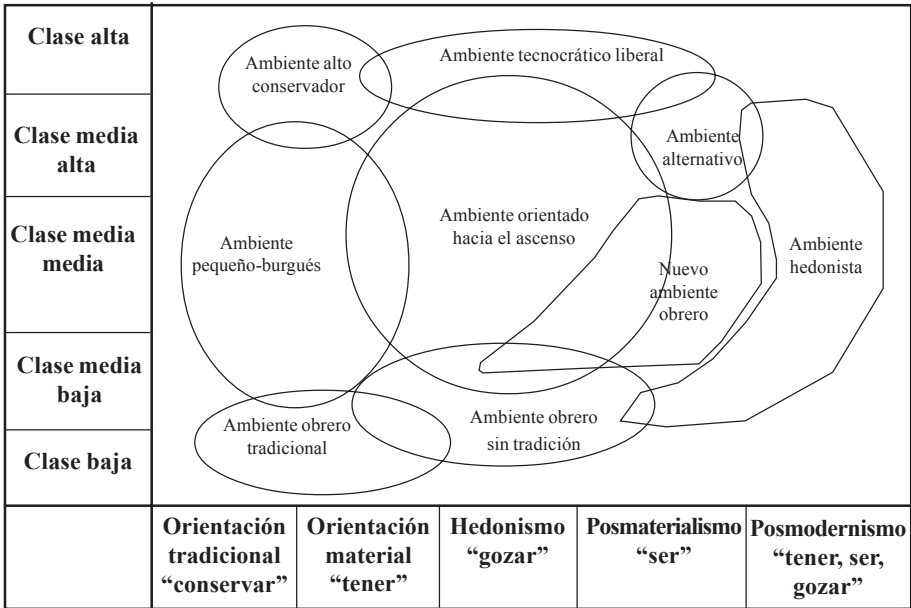 Clase alta
Clase media
alta
Clase media
media
Clase media
baja
Clase baja
Ambiente alto
conservador
Ambiente tecnocrático liberal
Ambiente
alternativo
Ambiente
pequeño-burgués
Ambiente orientado
hacia el ascenso
Nuevo
ambiente
obrero
Ambiente
hedonista
Ambiente obrero
tradicional
Ambiente obrero
sin tradición
Orientación
tradicional
“conservar”
Orientación
material
“tener”
Hedonismo
“gozar”
Posmaterialismo
“ser”
Posmodernismo
“tener, ser,
gozar”